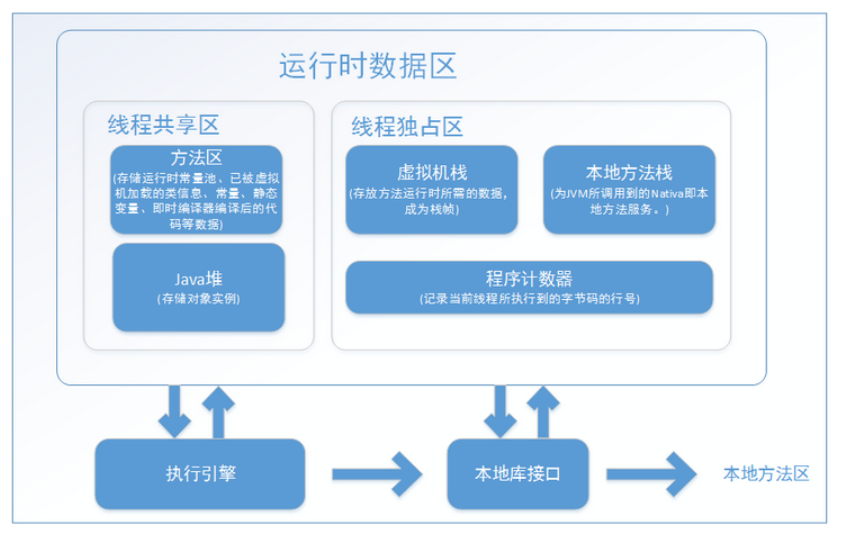 运行时数据区
线程共享区
方法区
(存储运行时常量池、已被虚拟
机加载的类信息、常量、静态
变量、即时编译器编译后的代
码等数据)
Java堆
(存储对象实例)
线程独占区
虚拟机栈
(存放方法运行时所需的数据,
成为栈帧)
本地方法栈
(为JVM所调用到的Nativa即本
地方法服务。)
程序计数器
(记录当前线程所执行到的字节码的行号)
执行引擎
本地库接口
本地方法区